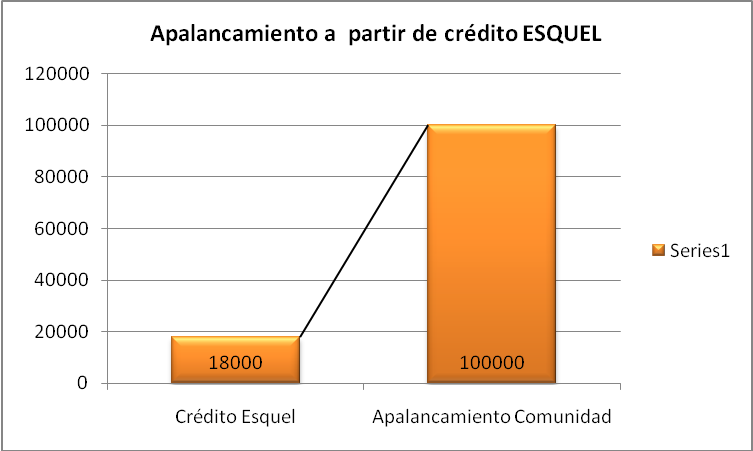 Apalancamiento a  partir de crédito ESQUEL
120000
100000
80000
60000
40000
20000
0
18000
100000
Crédito Esquel
Apalancamiento Comunidad
Series1